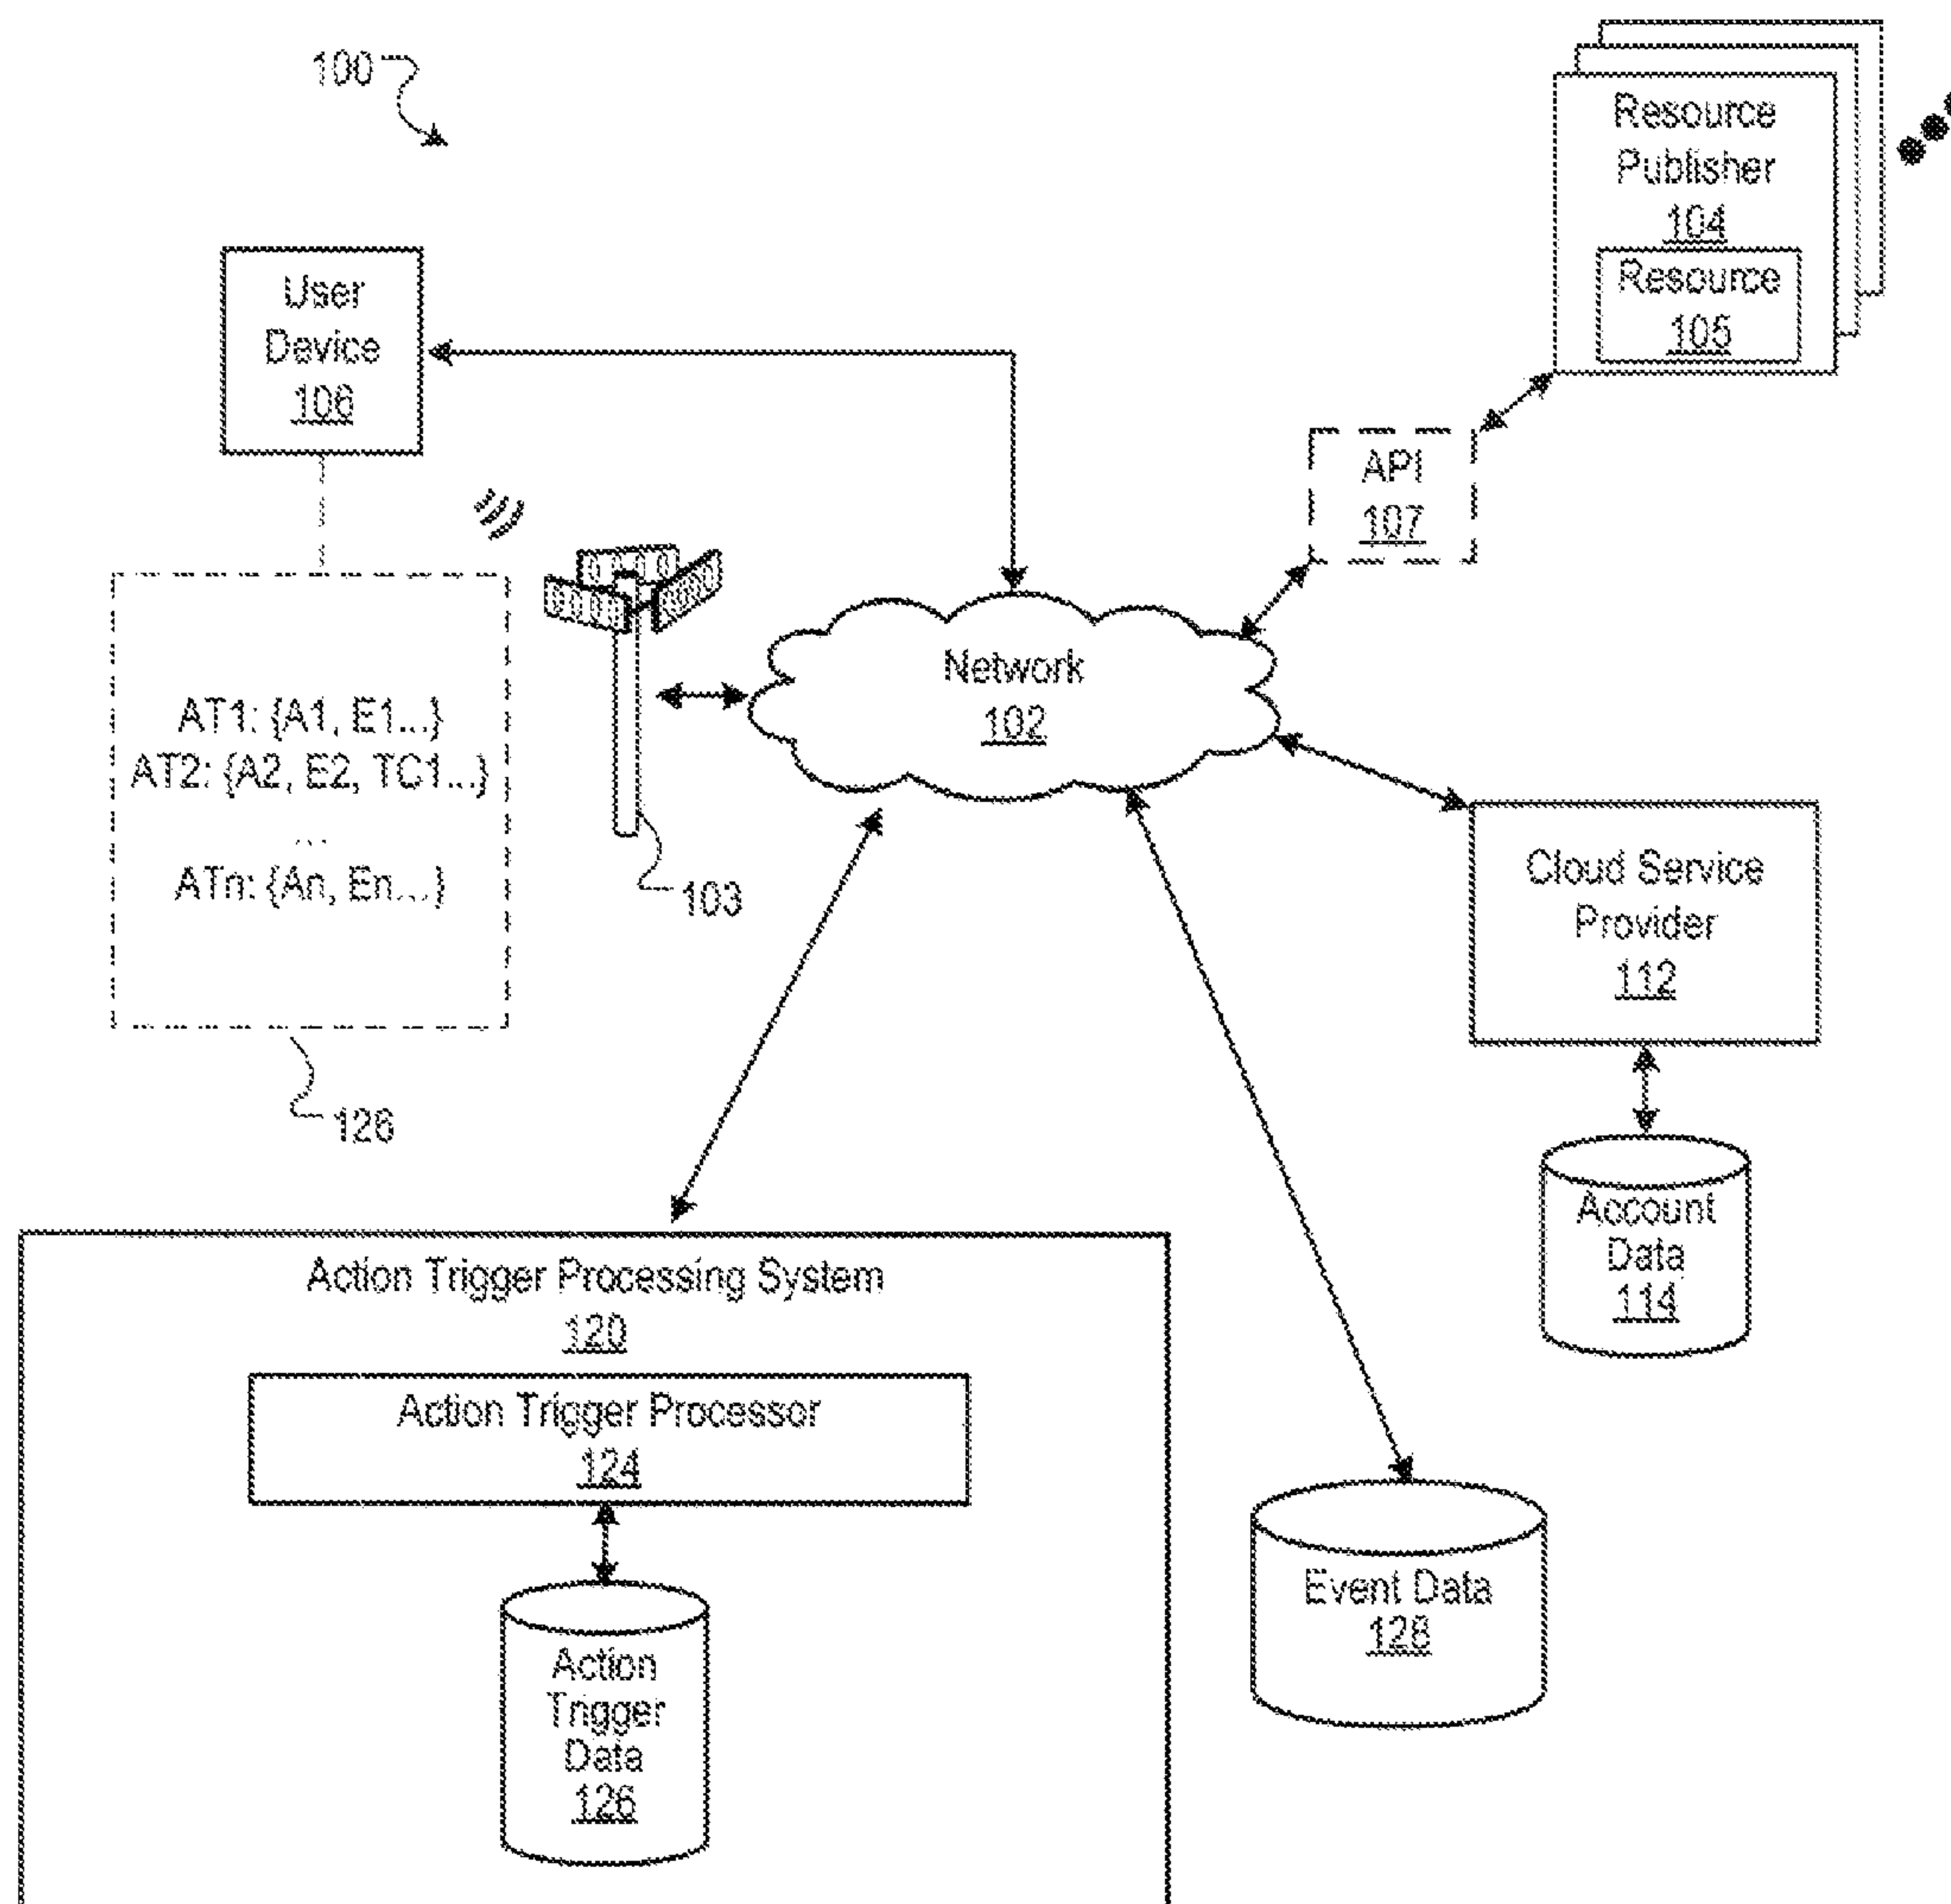 100
Resource
Publisher
104
Resource
105
User
Device
106
API
107
Network
102
AT1: {A1, E1...}
AT2: {A2, E2, TC1...}
...
ATn: {An, En...}
103
126
Cloud Service
Provider
112
Account
Data
114
Action Trigger Processing System
120
Action Trigger Processor
124
Action
Trigger
Data
126
Event Data
128